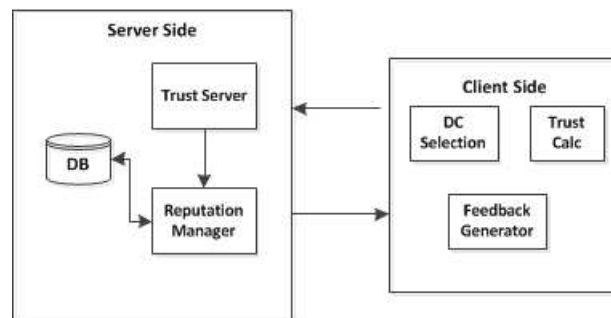 Server Side
Trust Server
DB
Reputation
Manager
Client Side
DC
Selection
Trust
Calc
Feedback
Generator